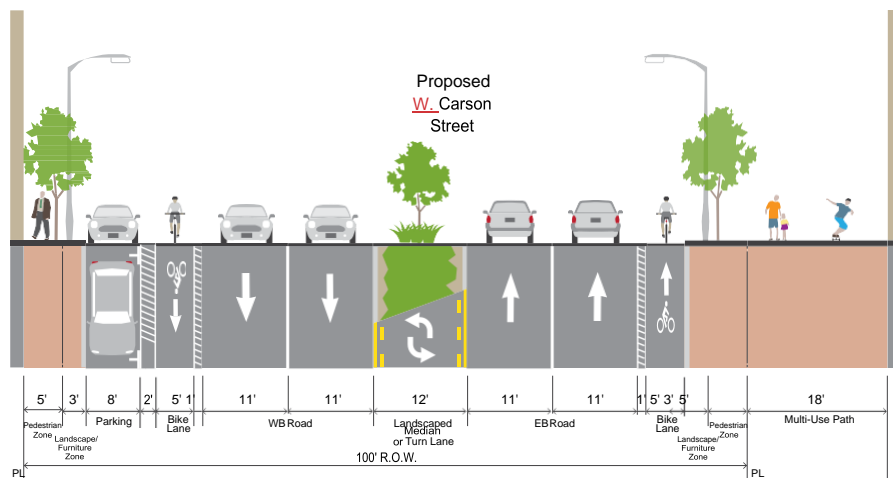 Proposed
W. Carson
Street
5' 3' 8' 2' 5' 1' 11' 11' 12' 11' 11' 1' 5' 3' 5' 18'
Pedestrian
Zone
Landscape/
Furniture
Zone
Parking
Bike
Lane
WB Road
Landscaped
Median
or Turn Lane
EB Road
Bike
Lane
Landscape/
Furniture
Zone
Pedestrian
Zone
Multi-Use Path
100' R.O.W.
PL
PL